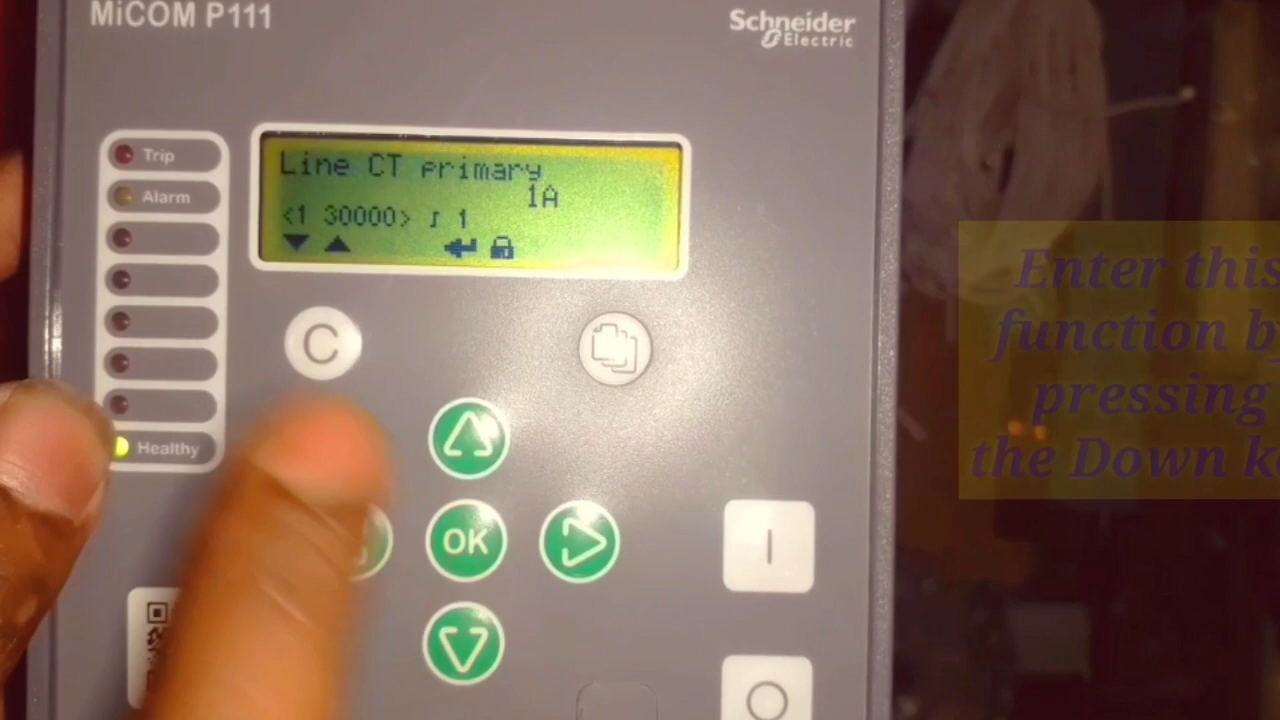 MiCOM P111
Schneider
Electric
Trip
Alarm
Healthy
Line CT primary
1A
<1 30000> 1
C
OK
I
O
Enter this
function
pressing
the Down